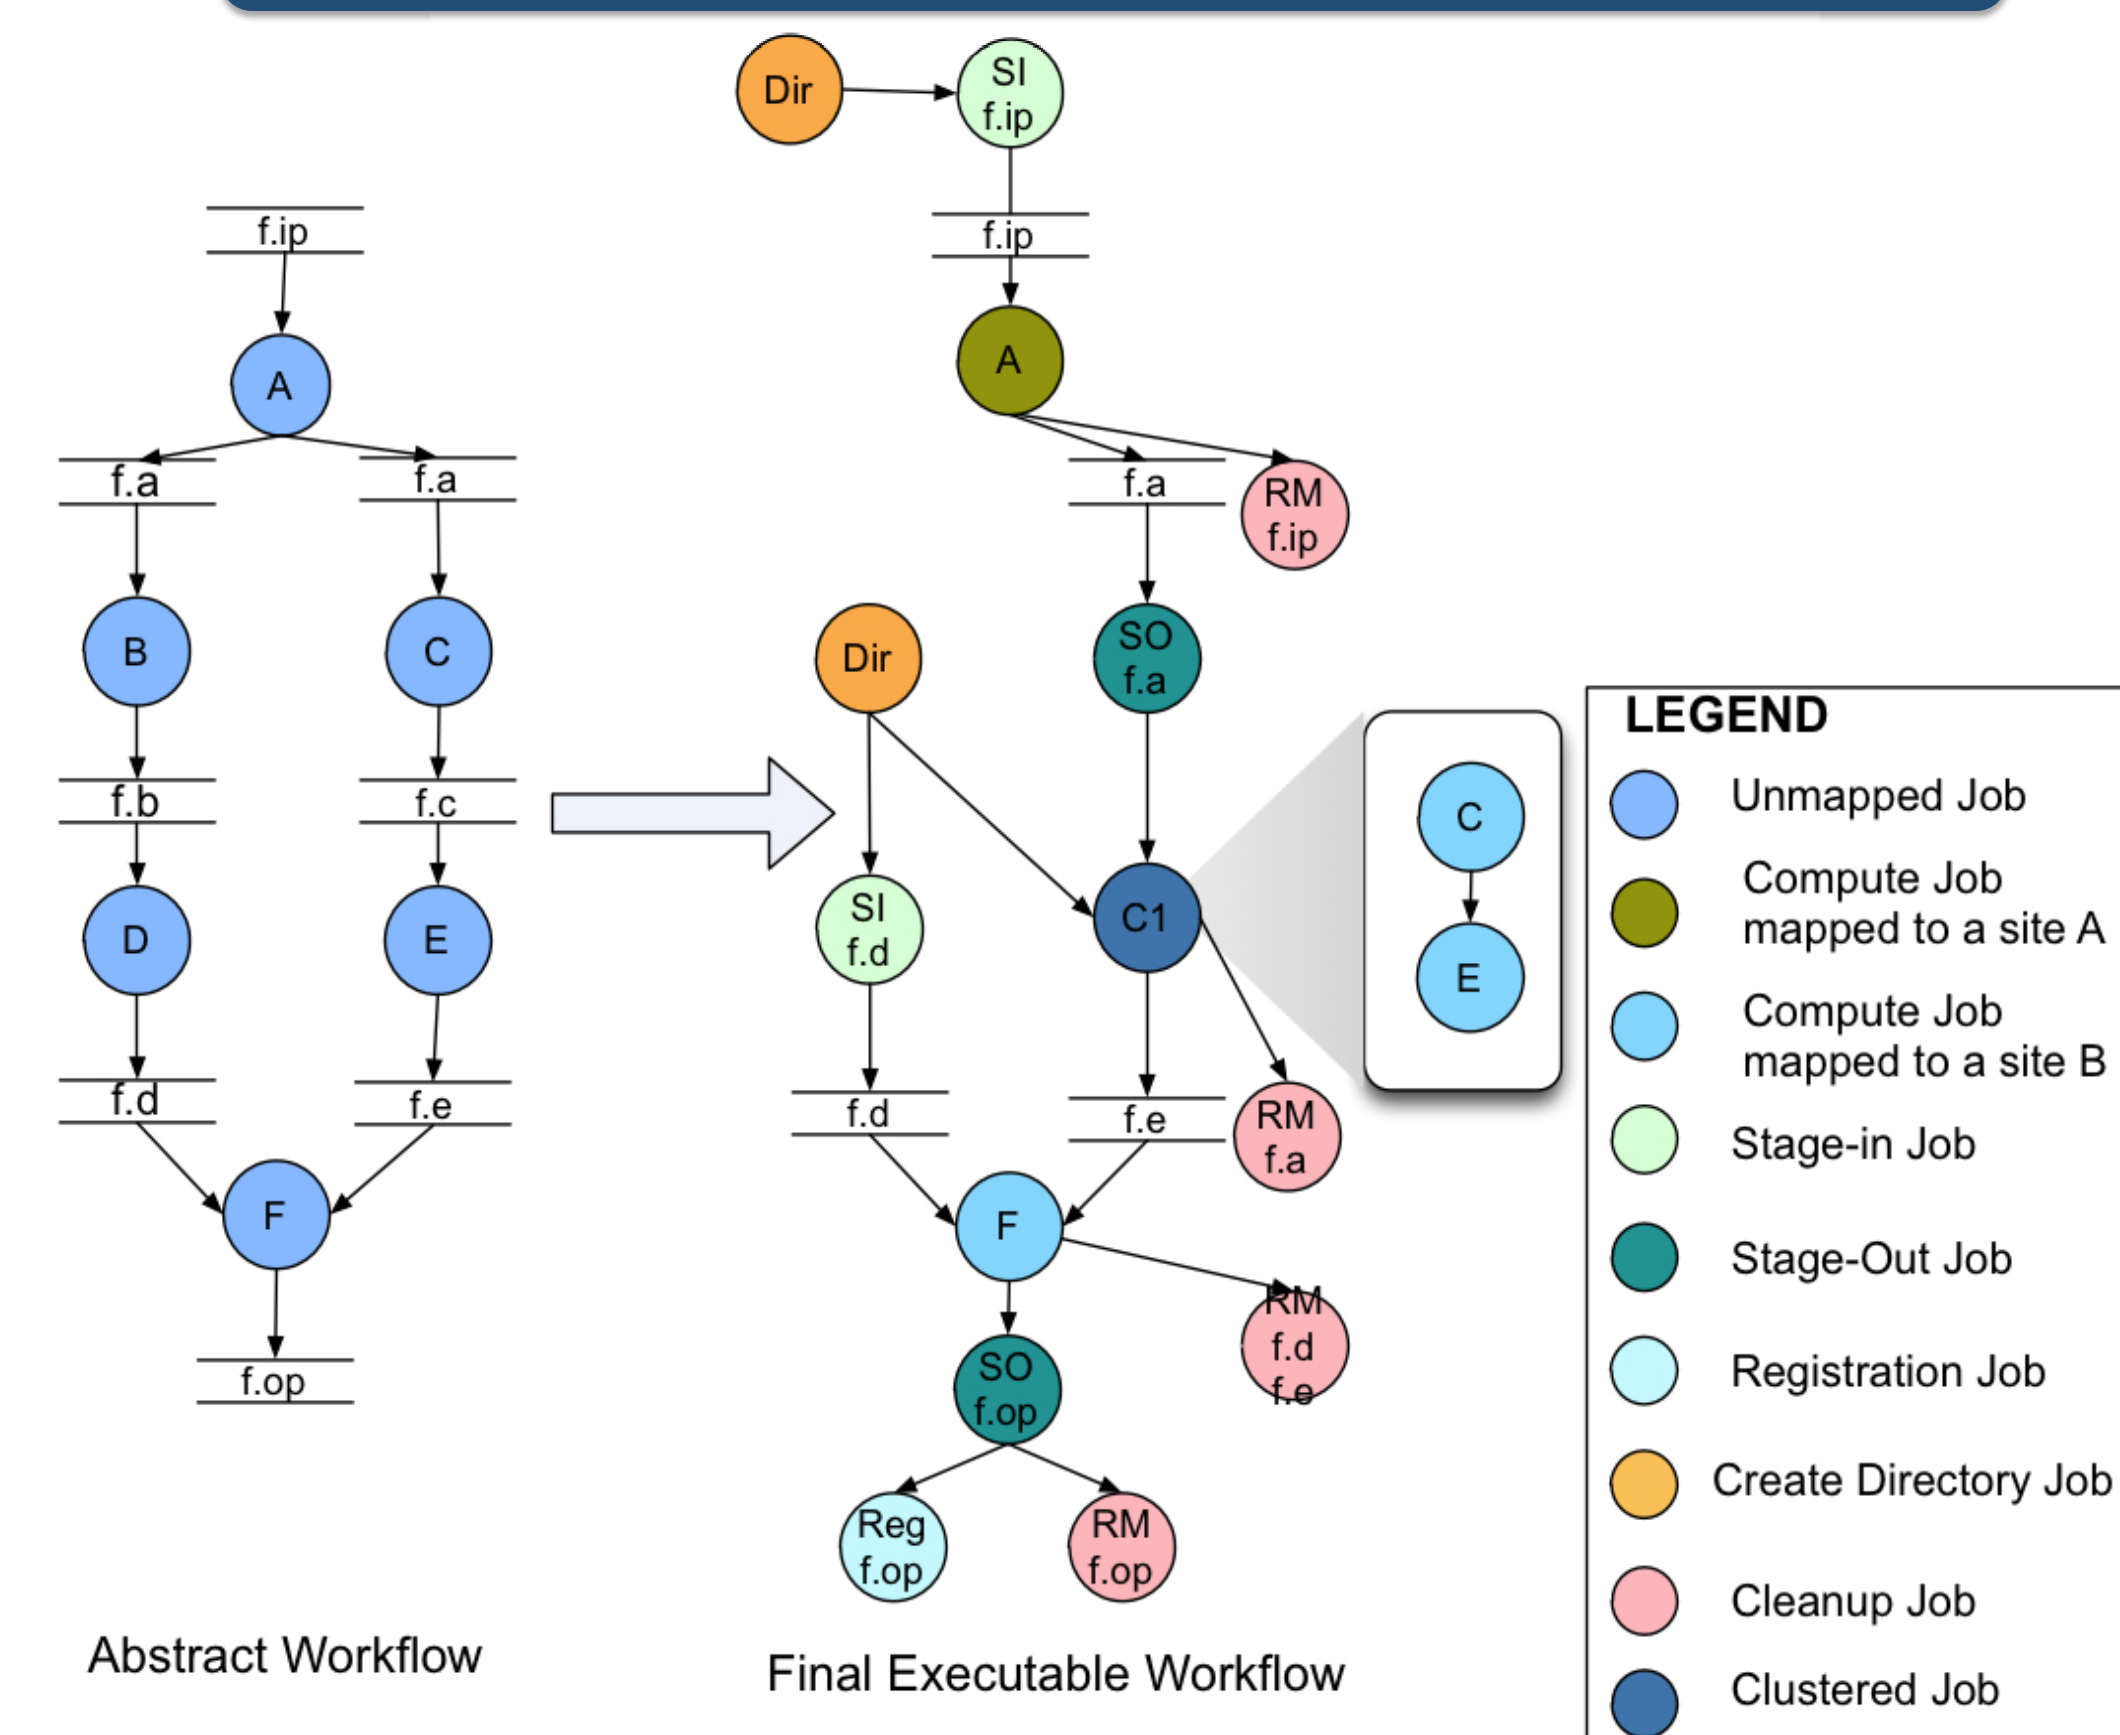 f.ip
A
f.a
f.a
B
C
f.b
f.c
D
E
f.d
f.e
F
f.op
Abstract Workflow
Dir
SI
f.ip
f.ip
A
f.a
RM
f.ip
Dir
SO
f.a
SI
f.d
C1
C
E
f.d
f.e
RM
f.a
F
RM
f.d
f.e
SO
f.op
Reg
f.op
RM
f.op
Final Executable Workflow
LEGEND
Unmapped Job
Compute Job
mapped to a site A
Compute Job
mapped to a site B
Stage-in Job
Stage-Out Job
Registration Job
Create Directory Job
Cleanup Job
Clustered Job